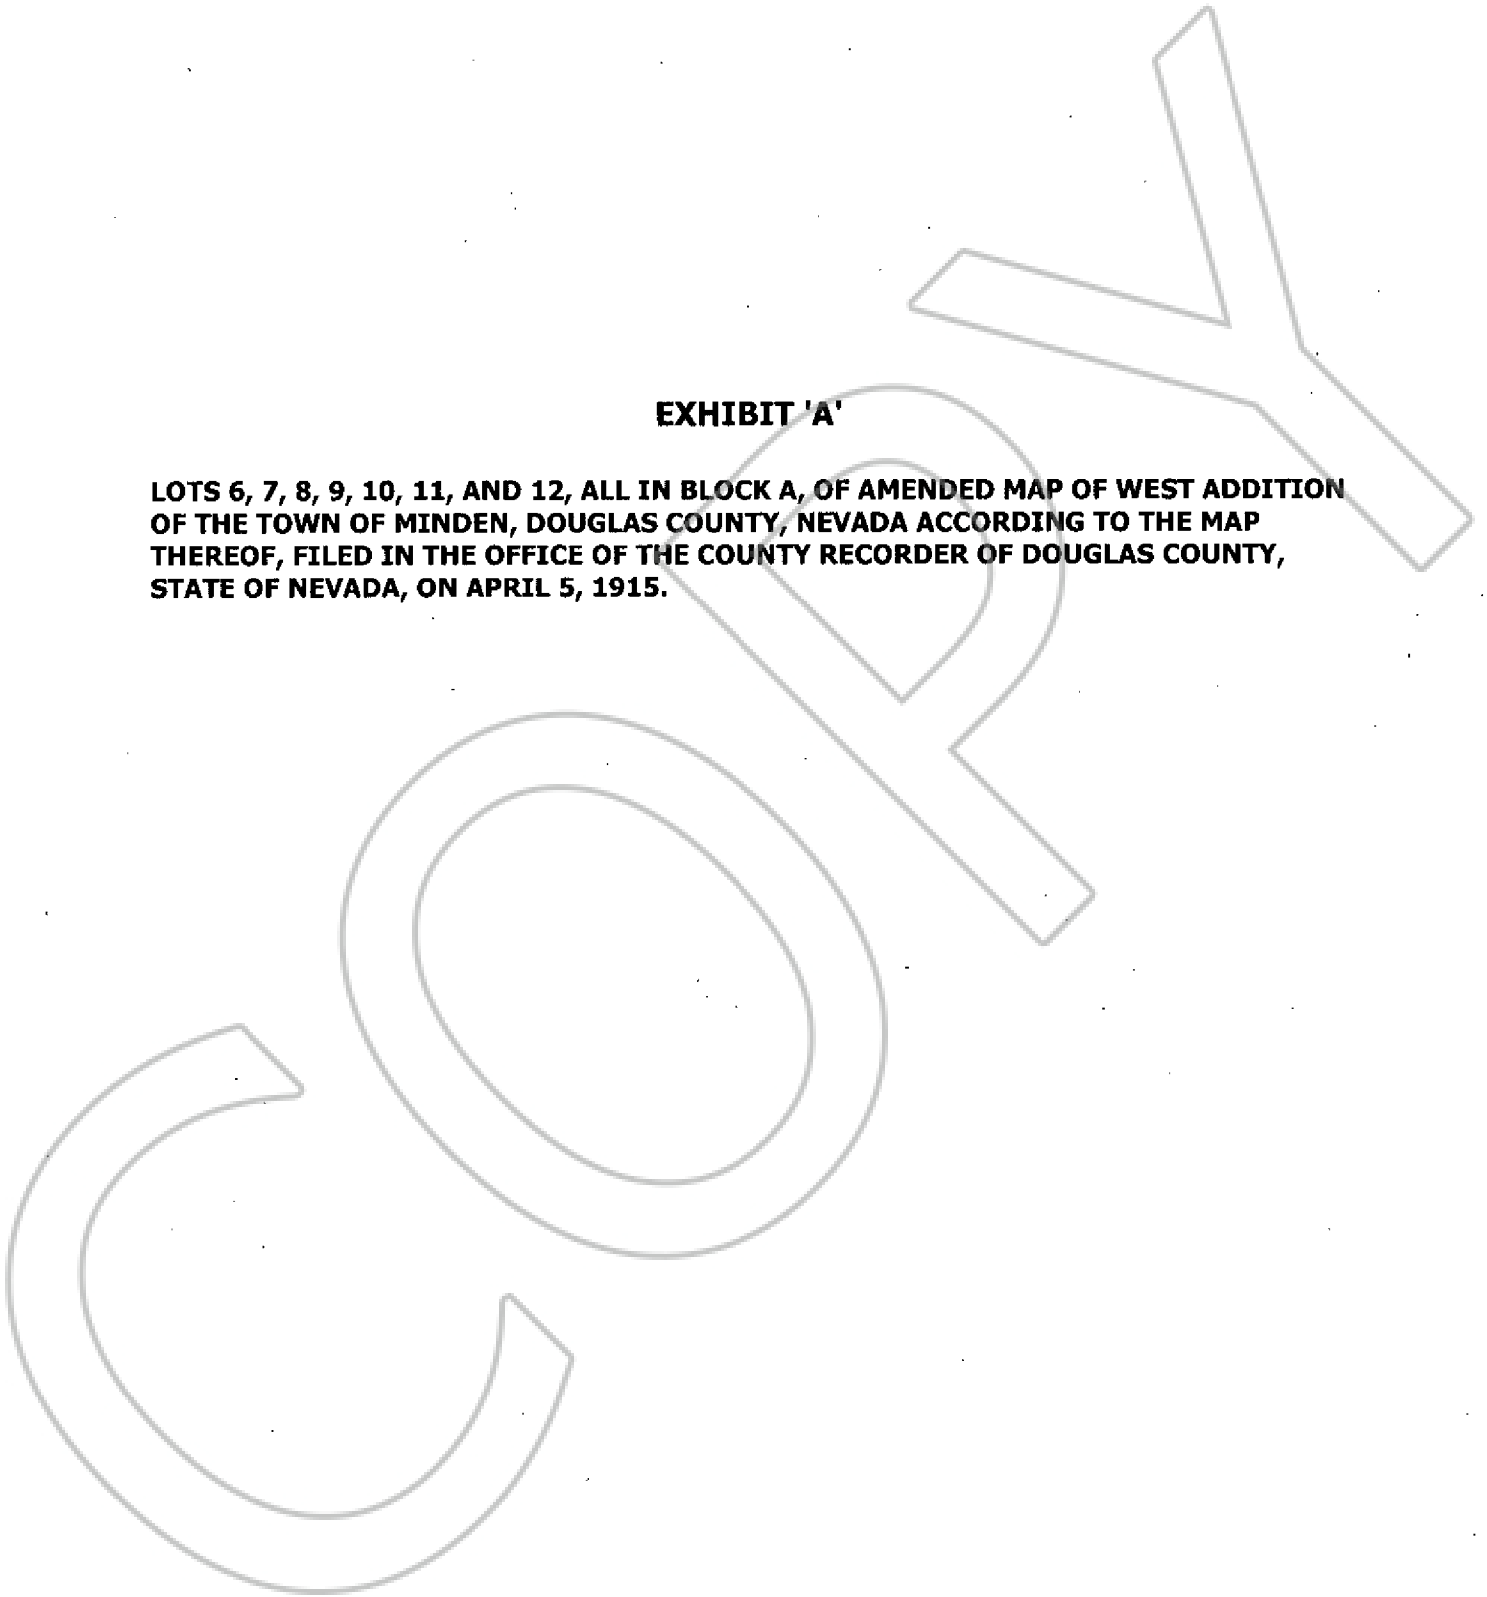 EXHIBIT 'A'
LOTS 6, 7, 8, 9, 10, 11, AND 12, ALL IN BLOCK A, OF AMENDED MAP OF WEST ADDITION
OF THE TOWN OF MINDEN, DOUGLAS COUNTY, NEVADA ACCORDING TO THE MAP
THEREOF, FILED IN THE OFFICE OF THE COUNTY RECORDER OF DOUGLAS COUNTY,
STATE OF NEVADA, ON APRIL 5, 1915.
COPY